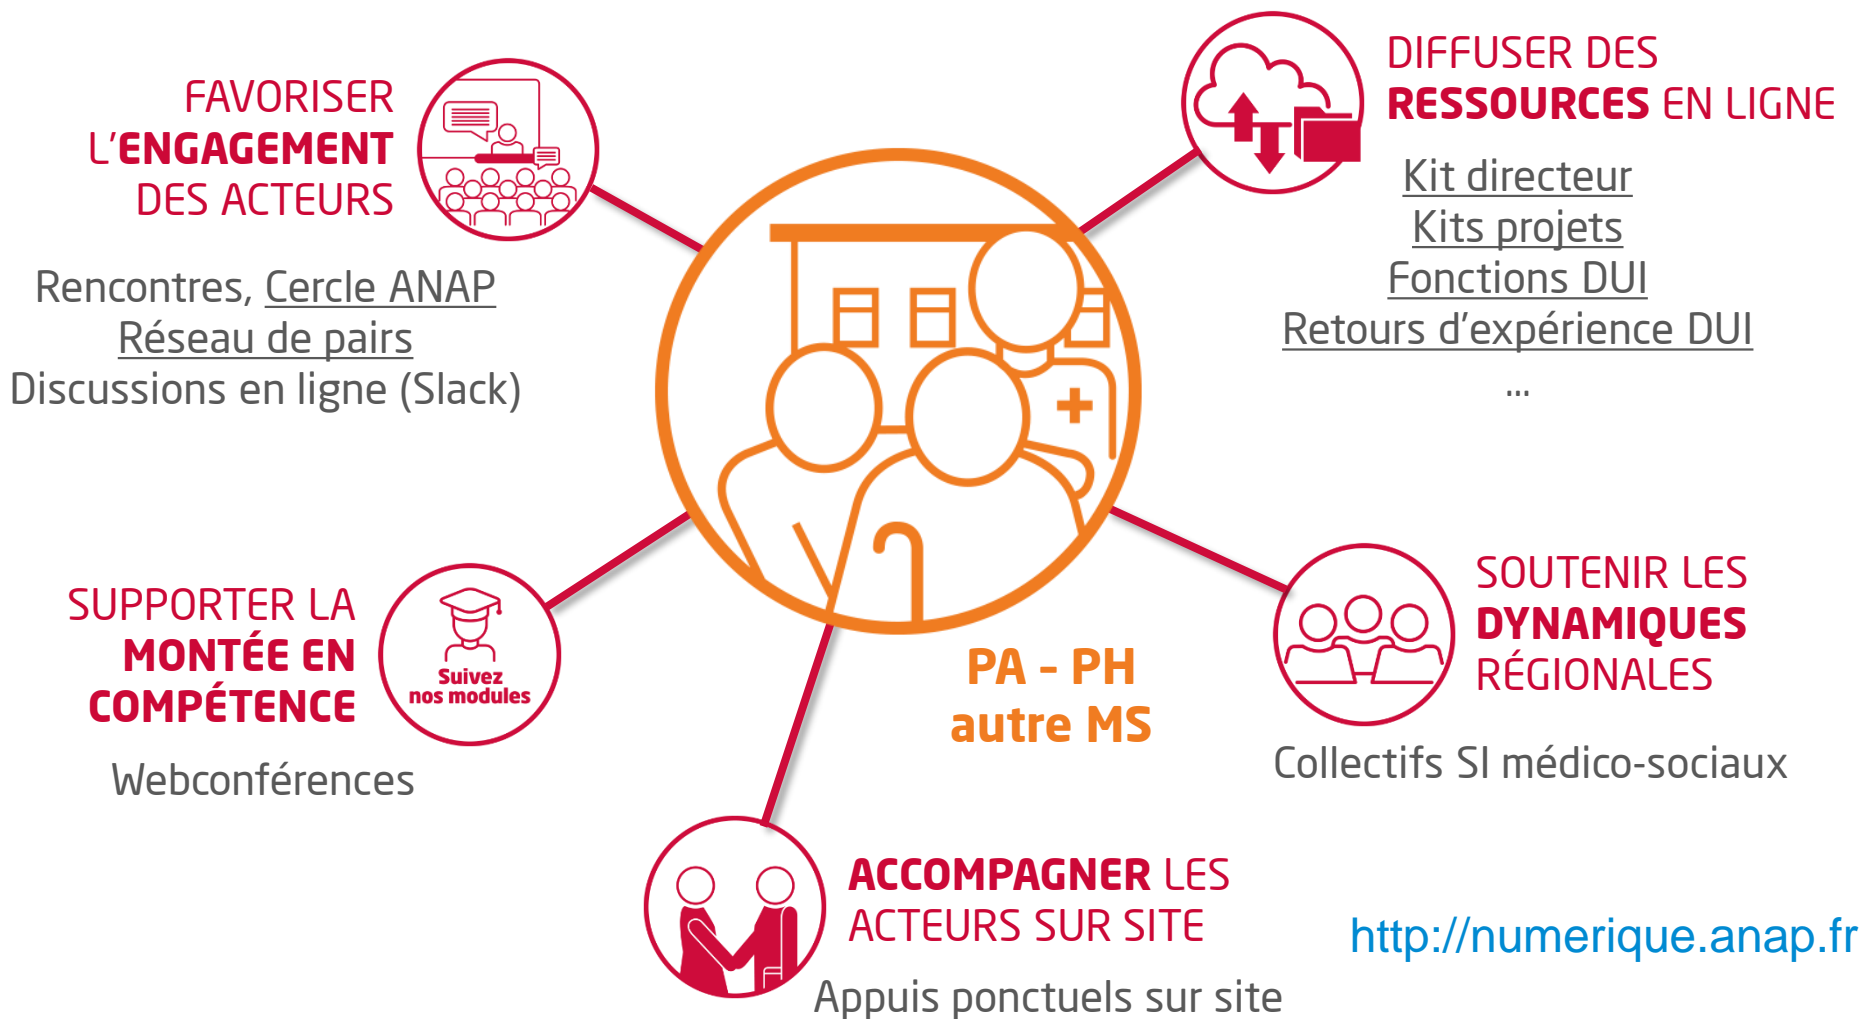 FAVORISER
L'ENGAGEMENT
DES ACTEURS
Rencontres, Cercle ANAP
Réseau de pairs
Discussions en ligne (Slack)
DIFFUSER DES
RESSOURCES EN LIGNE
Kit directeur
Kits projets
Fonctions DUI
Retours d'expérience DUI
...
SUPPORTER LA
MONTÉE EN
COMPÉTENCE
Suivez
nos modules
Webconférences
PA – PH
autre MS
SOUTENIR LES
DYNAMIQUES
RÉGIONALES
Collectifs SI médico-sociaux
ACCOMPAGNER LES
ACTEURS SUR SITE
Appuis ponctuels sur site
http://numerique.anap.fr